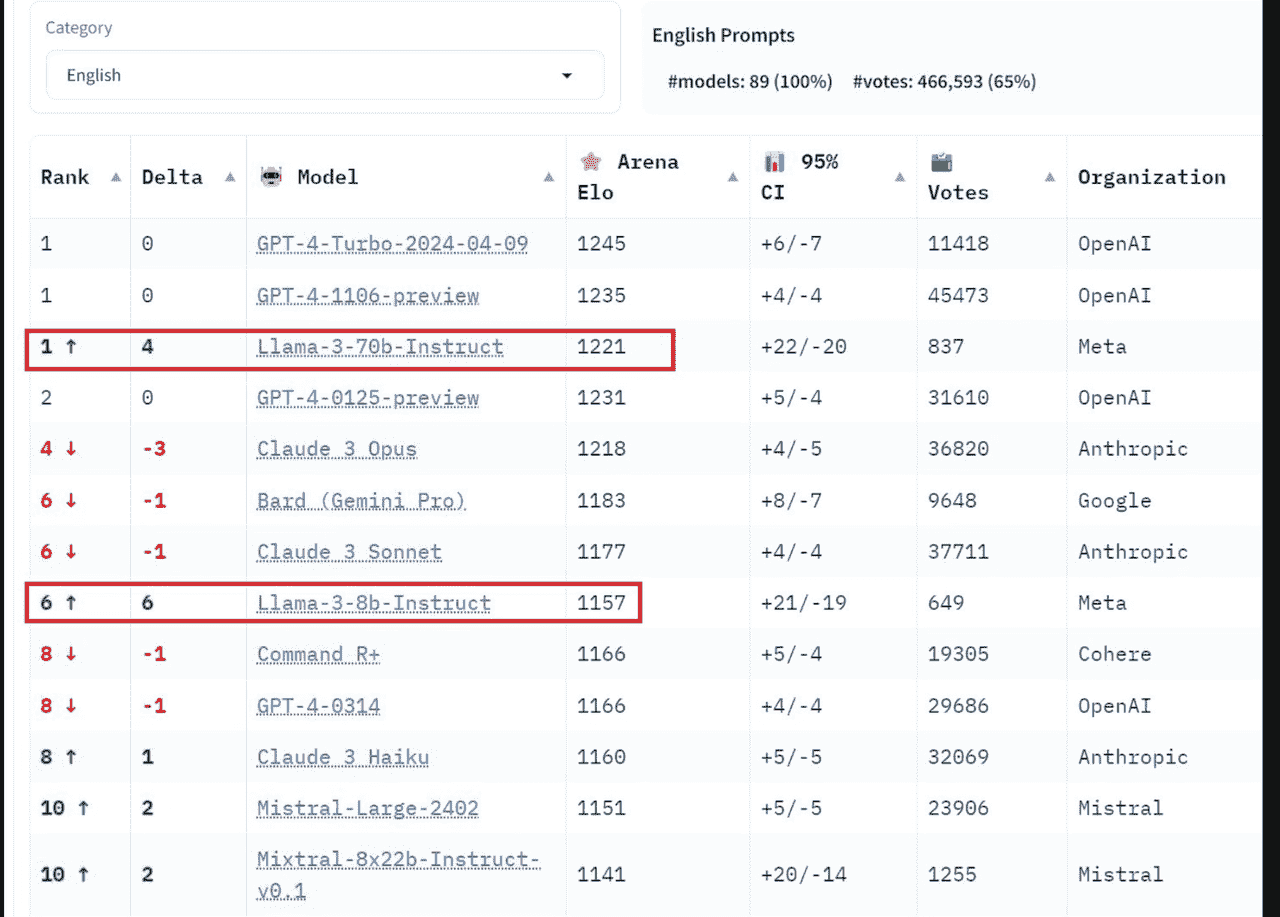 Category
English
English Prompts
#models: 89 (100%) #votes: 466,593 (65%)
Rank Delta Model Arena Elo 95% CI Votes Organization
1 0 GPT-4-Turbo-2024-04-09 1245 +6/-7 11418 OpenAI
1 0 GPT-4-1106-preview 1235 +4/-4 45473 OpenAI
1 ↑ 4 Llama-3-70b-Instruct 1221 +22/-20 837 Meta
2 0 GPT-4-0125-preview 1231 +5/-4 31610 OpenAI
4 ↓ -3 Claude 3 Opus 1218 +4/-5 36820 Anthropic
6 ↓ -1 Bard (Gemini Pro) 1183 +8/-7 9648 Google
6 ↓ -1 Claude 3 Sonnet 1177 +4/-4 37711 Anthropic
6 ↑ 6 Llama-3-8b-Instruct 1157 +21/-19 649 Meta
8 ↓ -1 Command R+ 1166 +5/-4 19305 Cohere
8 ↓ -1 GPT-4-0314 1166 +4/-4 29686 OpenAI
8 ↑ 1 Claude 3 Haiku 1160 +5/-5 32069 Anthropic
10 ↑ 2 Mistral-Large-2402 1151 +5/-5 23906 Mistral
10 ↑ 2 Mixtral-8x22b-Instruct-v0.1 1141 +20/-14 1255 Mistral